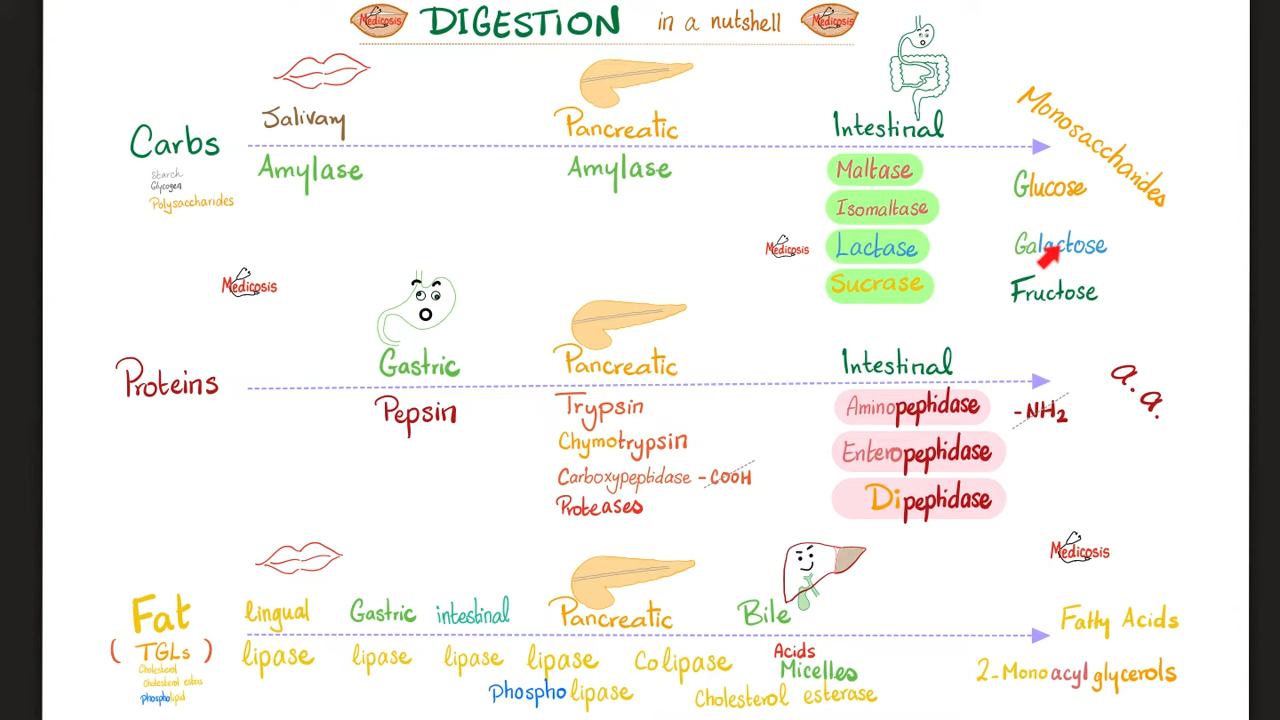 Medicosis DIGESTION in a nutshell Medicosis
Carbs
Starch
Glycogen
Polysaccharides
Salivary
Amylase
Pancreatic
Amylase
Intestinal
Maltase
Isomaltase
Lactase
Sucrase
Monosaccharides
Glucose
Galactose
Fructose
Medicosis
Medicosis
Proteins
Gastric
Pepsin
Pancreatic
Trypsin
Chymotrypsin
Carboxypeptidase -COOH
Proteases
Intestinal
Aminopeptidase -NH2
Enteropeptidase
Dipeptidase
a.a.
Medicosis
Fat
( TGLs )
Cholesterol
Cholesterol esters
phospholipid
lingual
lipase
Gastric
lipase
intestinal
lipase
Pancreatic
lipase Colipase
Phospholipase Cholesterol esterase
Bile
Acids
Micelles
Fatty Acids
2-Monoacylglycerols